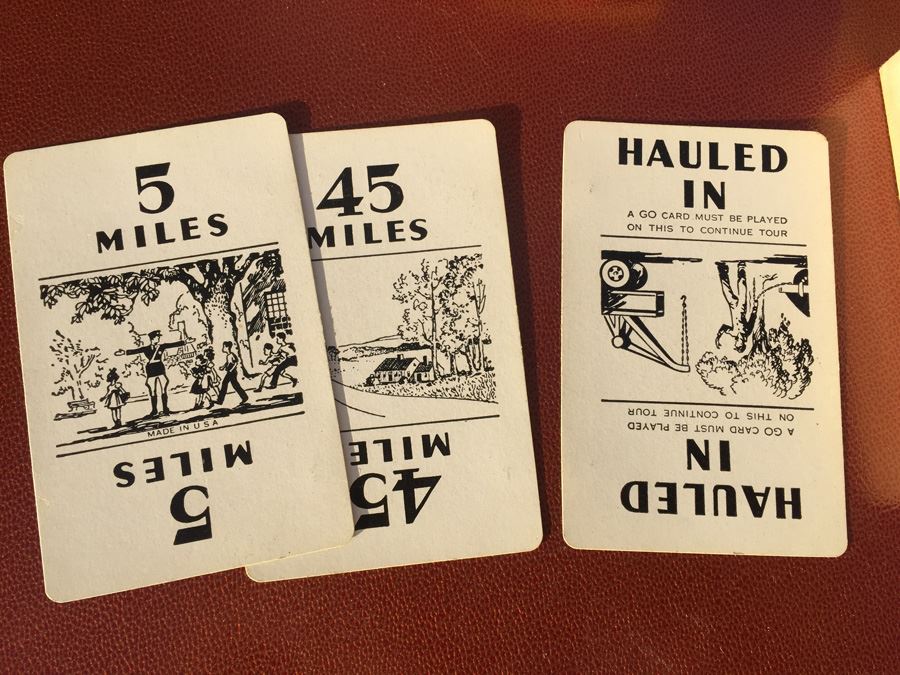 5
MILES
MADE IN U S A
MILES
5
45
MILES
MILE
45
HAULED
IN
A GO CARD MUST BE PLAYED
ON THIS TO CONTINUE TOUR
A GO CARD MUST BE PLAYED
ON THIS TO CONTINUE TOUR
IN
HAULED